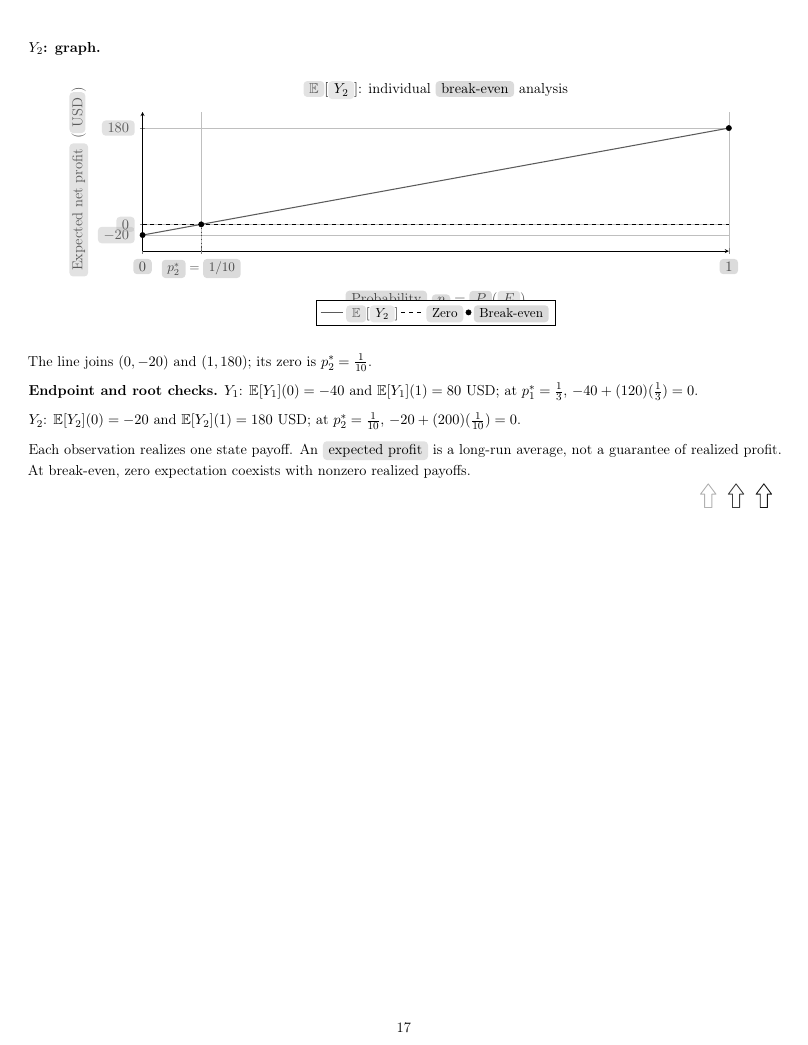 Y₂: graph.
𝔼[Y₂]: individual break-even analysis
Expected net profit (USD)
180
0
−20
0 p₂* = 1/10 1
Probability p = P(E)
𝔼[Y₂] Zero Break-even
The line joins (0, −20) and (1, 180); its zero is p₂* = 1/10.
Endpoint and root checks. Y₁: 𝔼[Y₁](0) = −40 and 𝔼[Y₁](1) = 80 USD; at p₁* = 1/3, −40 + (120)(1/3) = 0.
Y₂: 𝔼[Y₂](0) = −20 and 𝔼[Y₂](1) = 180 USD; at p₂* = 1/10, −20 + (200)(1/10) = 0.
Each observation realizes one state payoff. An expected profit is a long-run average, not a guarantee of realized profit.
At break-even, zero expectation coexists with nonzero realized payoffs.
17